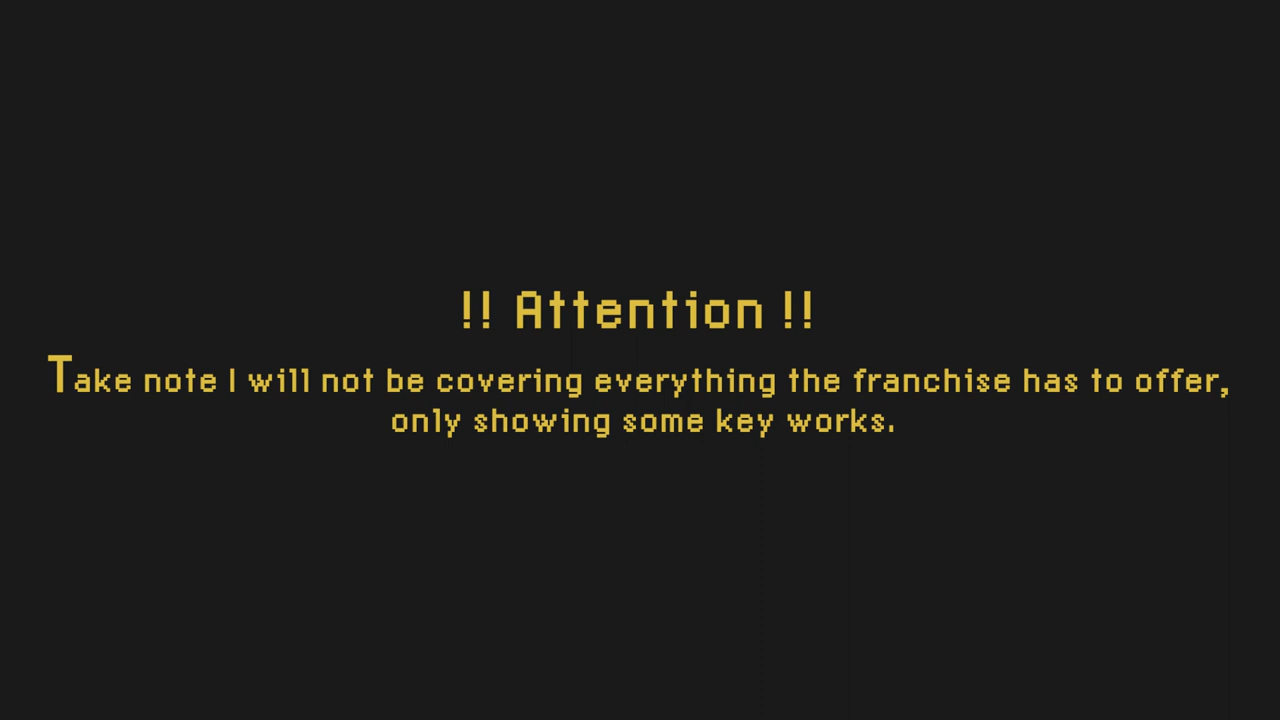 !! Attention !!
Take note I will not be covering everything the franchise has to offer,
only showing some key works.